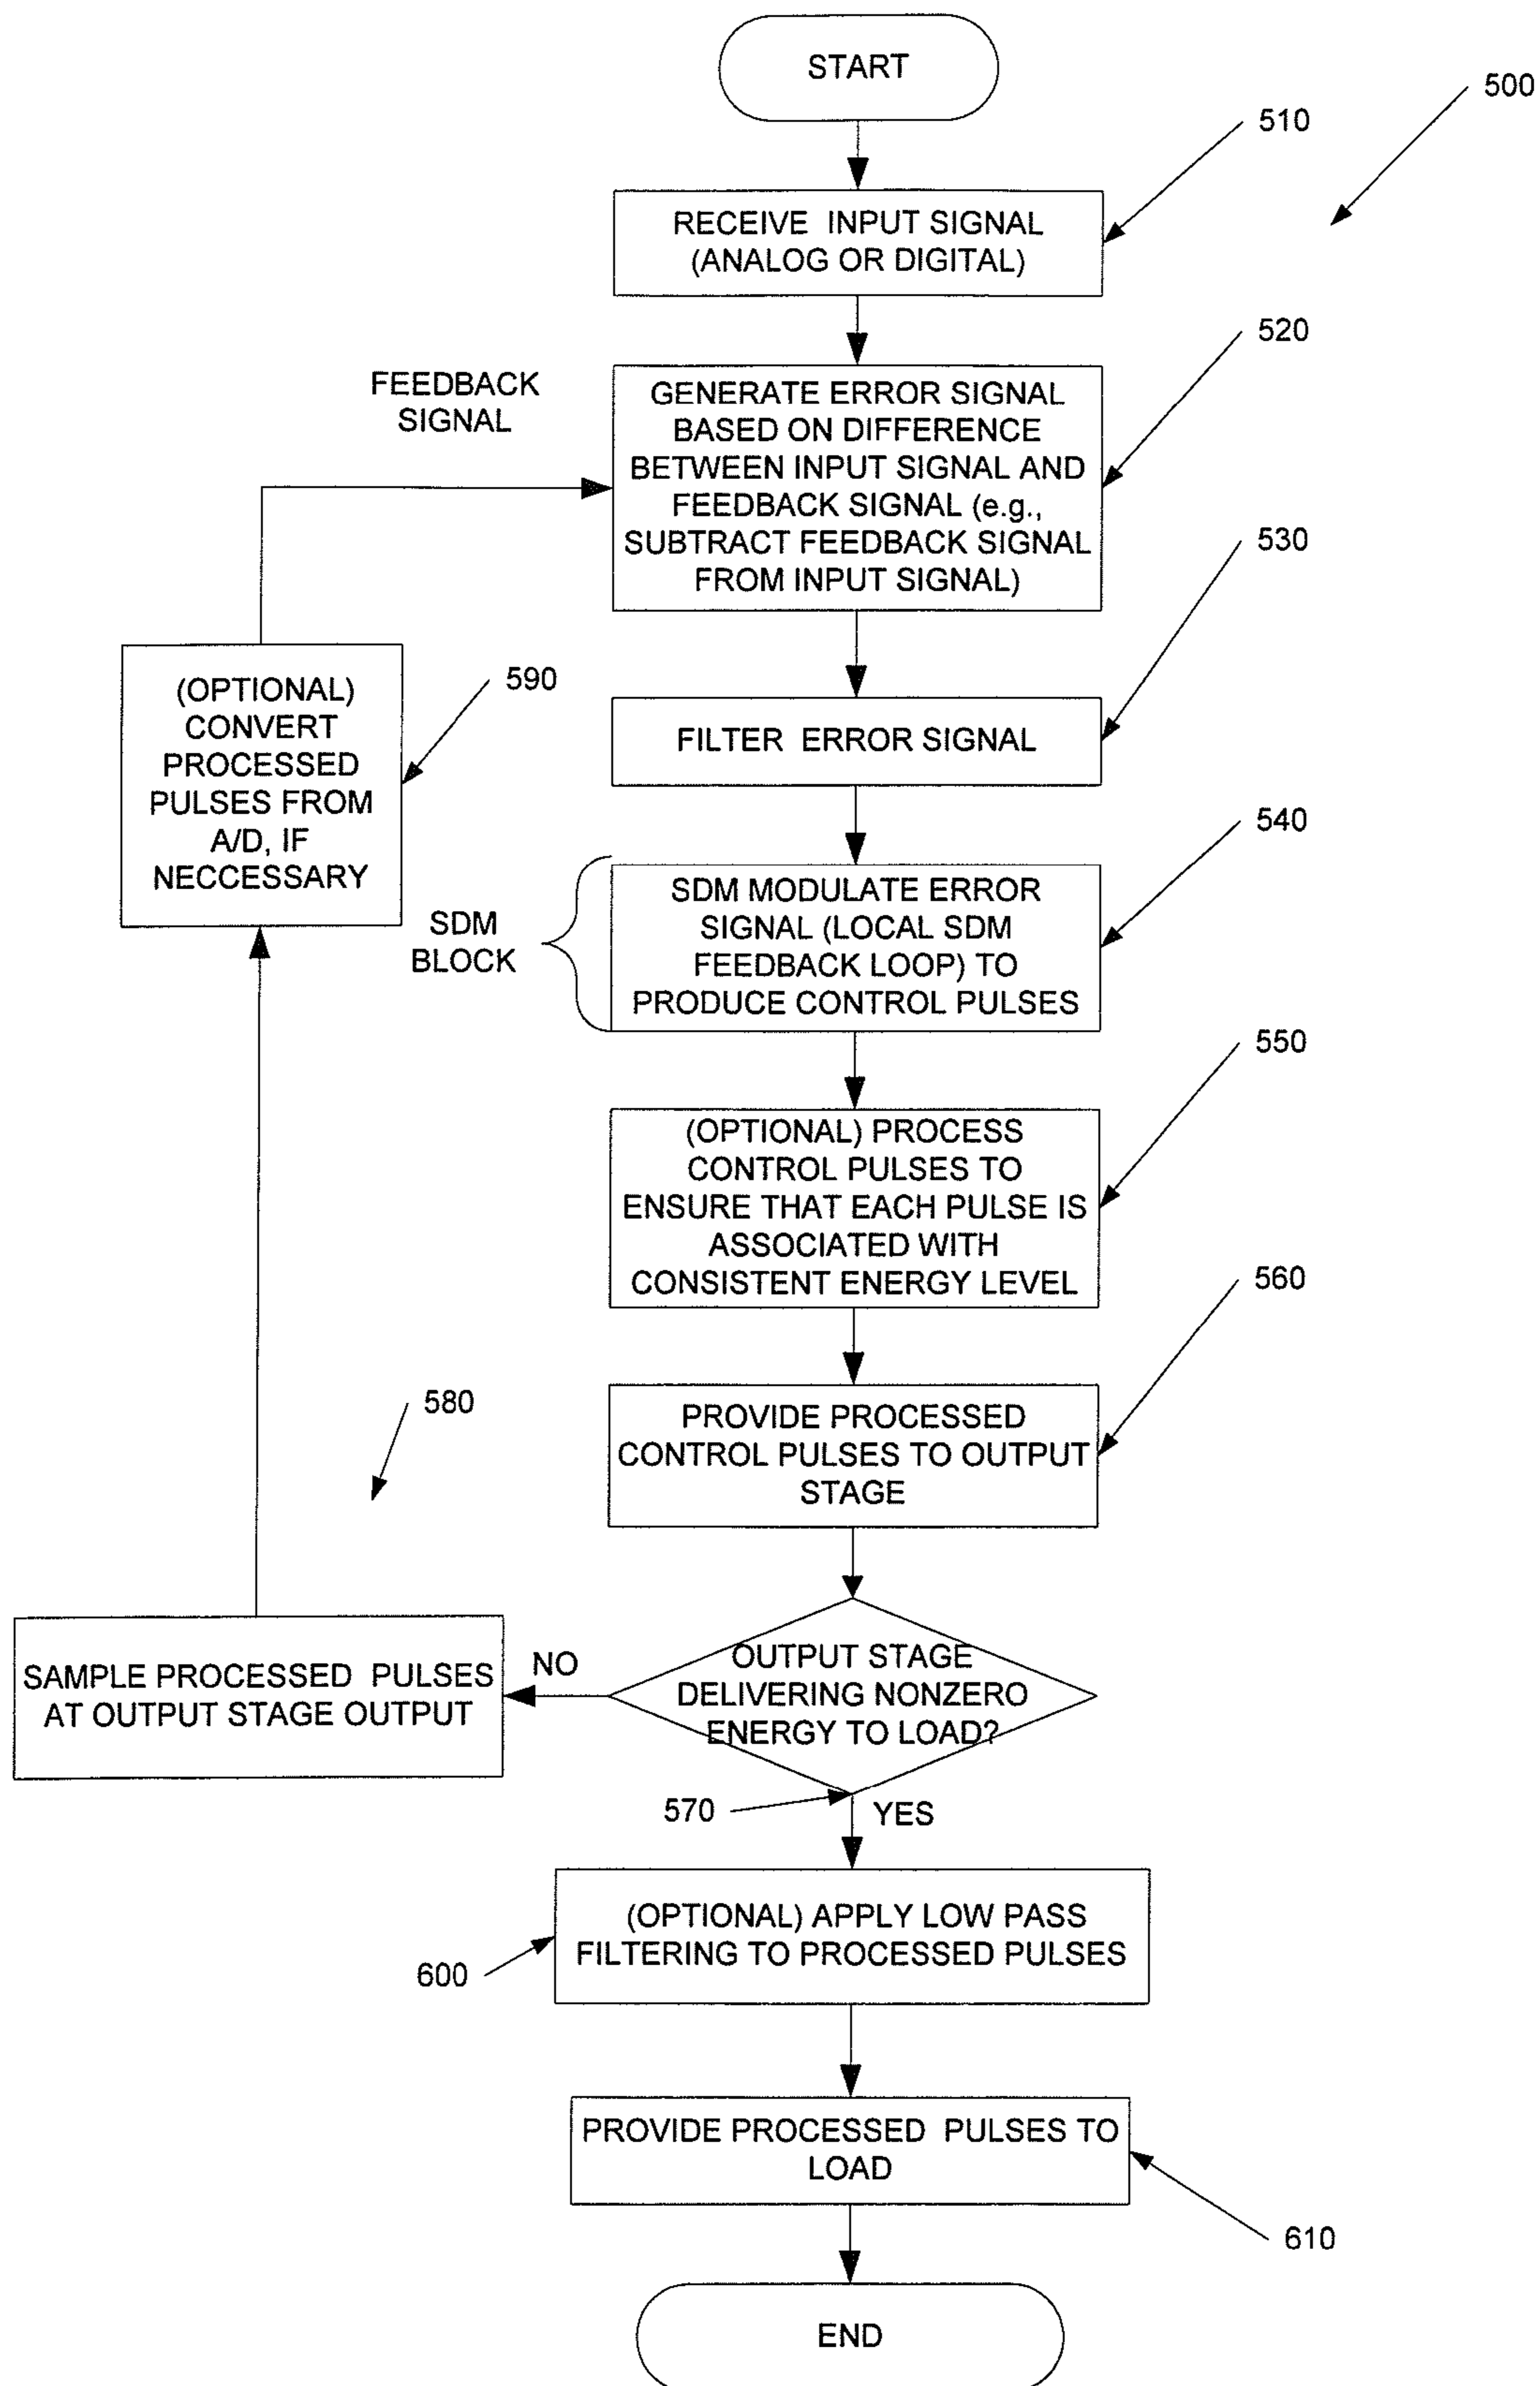 START
500
510
RECEIVE INPUT SIGNAL
(ANALOG OR DIGITAL)
520
FEEDBACK
SIGNAL
GENERATE ERROR SIGNAL
BASED ON DIFFERENCE
BETWEEN INPUT SIGNAL AND
FEEDBACK SIGNAL (e.g.,
SUBTRACT FEEDBACK SIGNAL
FROM INPUT SIGNAL)
530
590
(OPTIONAL)
CONVERT
PROCESSED
PULSES FROM
A/D, IF
NECCESSARY
FILTER ERROR SIGNAL
540
SDM
BLOCK
SDM MODULATE ERROR
SIGNAL (LOCAL SDM
FEEDBACK LOOP) TO
PRODUCE CONTROL PULSES
550
(OPTIONAL) PROCESS
CONTROL PULSES TO
ENSURE THAT EACH PULSE IS
ASSOCIATED WITH
CONSISTENT ENERGY LEVEL
560
580
PROVIDE PROCESSED
CONTROL PULSES TO OUTPUT
STAGE
SAMPLE PROCESSED PULSES
AT OUTPUT STAGE OUTPUT
NO
OUTPUT STAGE
DELIVERING NONZERO
ENERGY TO LOAD?
570
YES
(OPTIONAL) APPLY LOW PASS
FILTERING TO PROCESSED PULSES
600
PROVIDE PROCESSED PULSES TO
LOAD
610
END